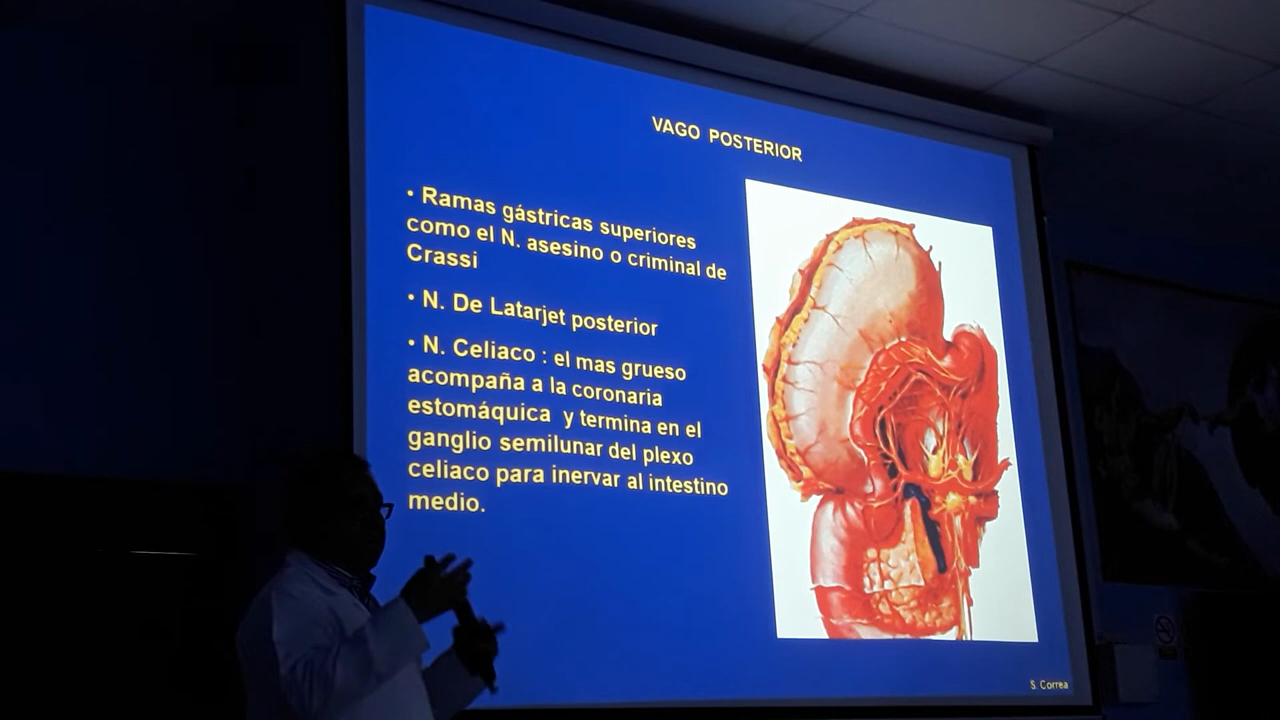 VAGO POSTERIOR
• Ramas gástricas superiores
como el N. asesino o criminal de
Crassi
• N. De Latarjet posterior
• N. Celiaco : el mas grueso
acompaña a la coronaria
estomáquica y termina en el
ganglio semilunar del plexo
celiaco para inervar al intestino
medio.
S. Correa